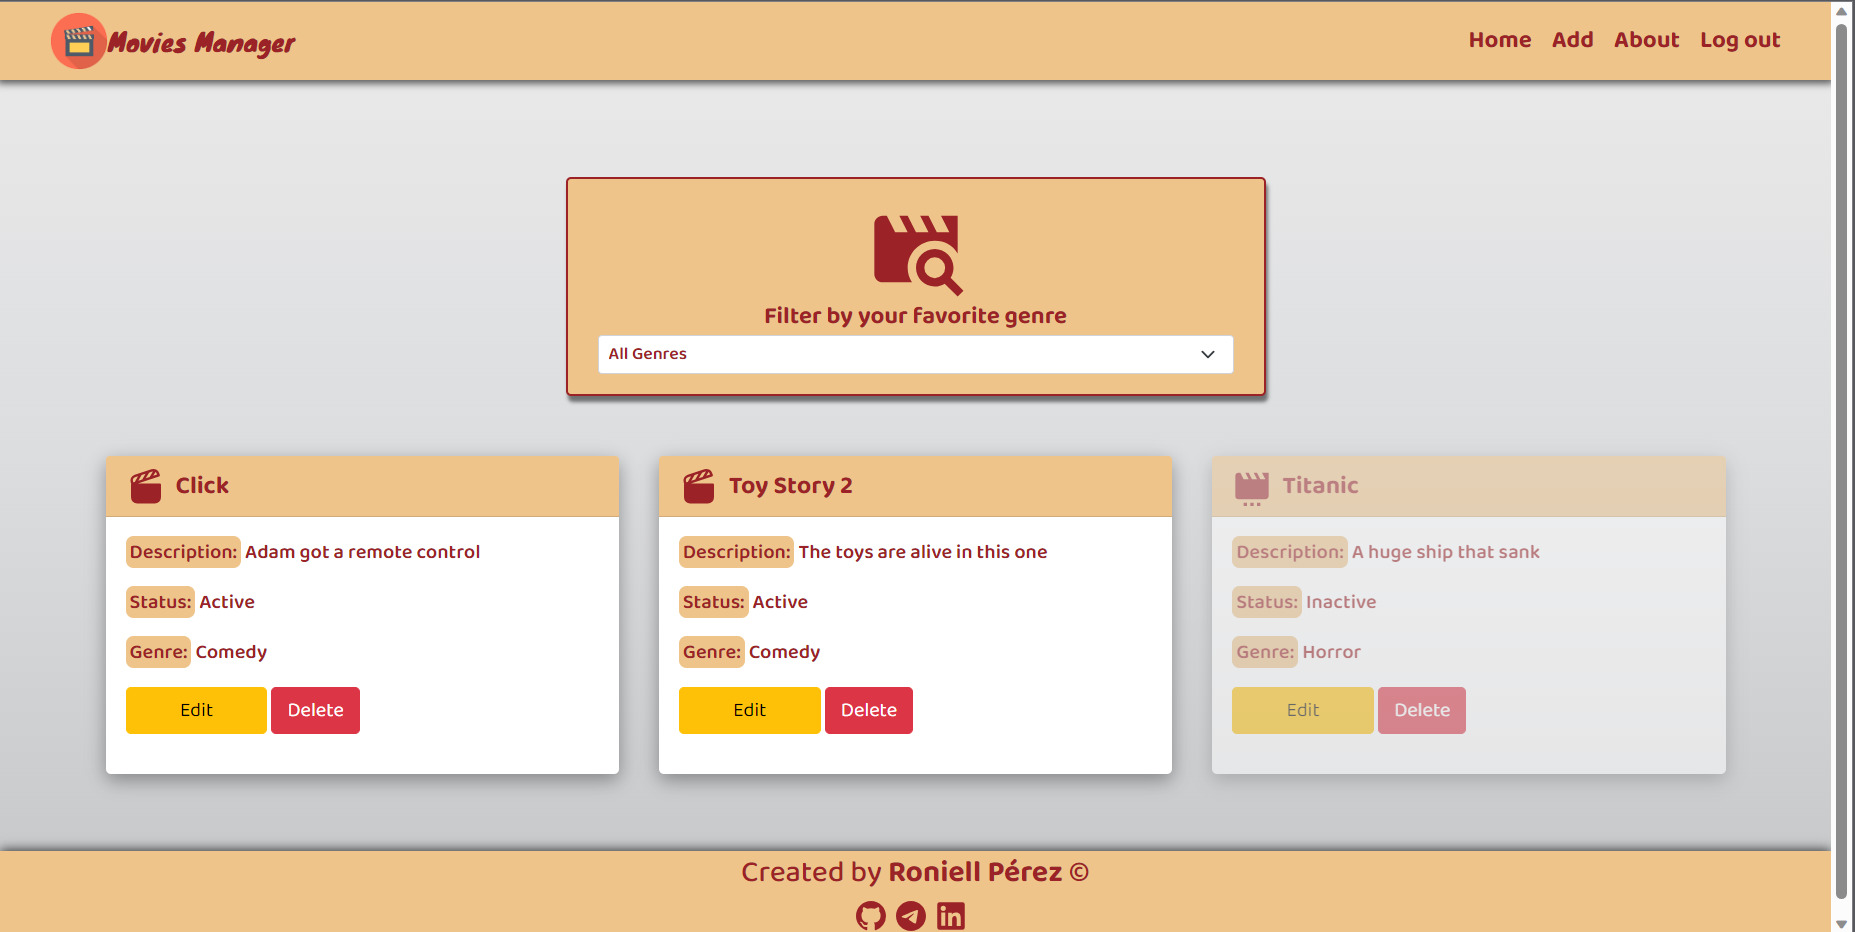 Movies Manager
Home Add About Log out
Filter by your favorite genre
All Genres
Click
Description: Adam got a remote control
Status: Active
Genre: Comedy
Edit Delete
Toy Story 2
Description: The toys are alive in this one
Status: Active
Genre: Comedy
Edit Delete
Titanic
Description: A huge ship that sank
Status: Inactive
Genre: Horror
Edit Delete
Created by Roniell Pérez ©
in